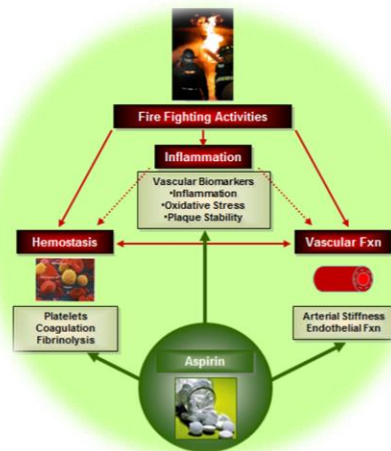 Fire Fighting Activities
Inflammation
Vascular Biomarkers
•Inflammation
•Oxidative Stress
•Plaque Stability
Hemostasis
Vascular Fxn
Platelets
Coagulation
Fibrinolysis
Arterial Stiffness
Endothelial Fxn
Aspirin